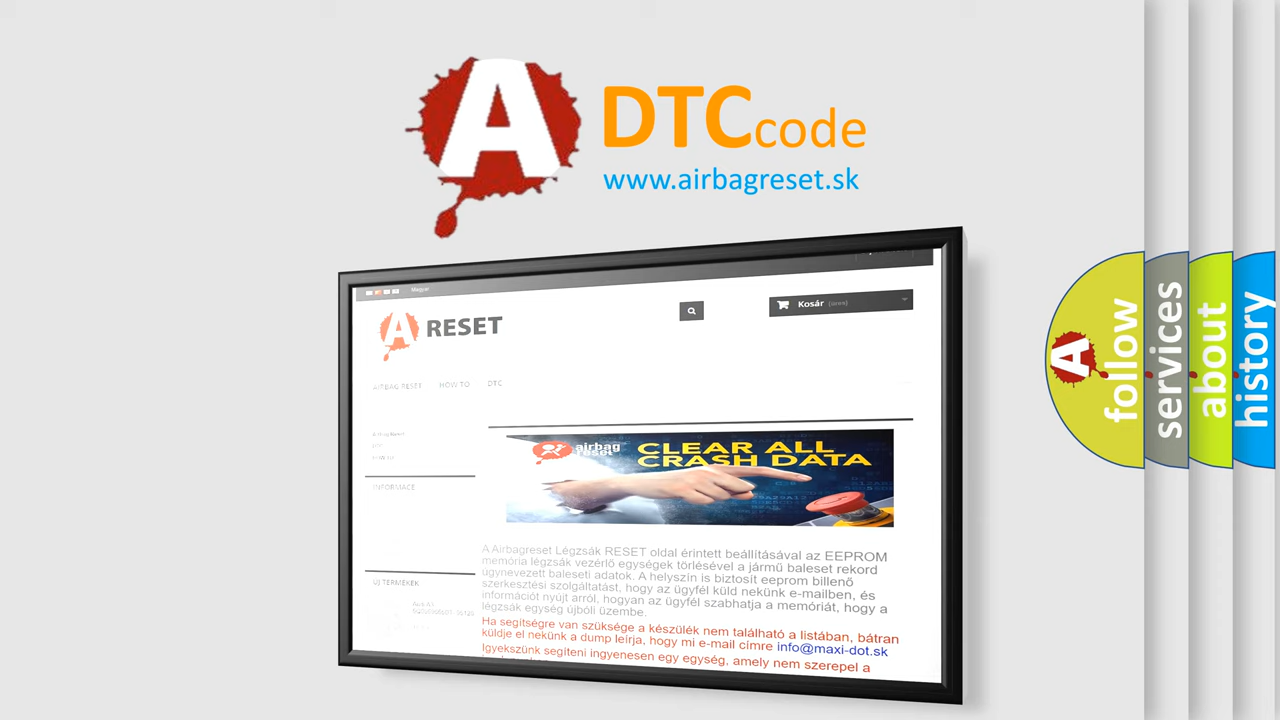 A DTC code
www.airbagreset.sk
Magyar
Kosár (üres)
A RESET
AIRBAG RESET HOW TO DTC
INFORMACE
airbag
reset
CLEAR ALL
CRASH DATA
ÚJ TERMÉKEK
A Airbagreset Légzsák RESET oldal érintett beállításával az EEPROM
memória légzsák vezérlő egységek törlésével a jármű baleset rekord
úgynevezett baleseti adatok. A helyszín is biztosít eeprom billenő
szerkesztési szolgáltatást, hogy az ügyfél küld nekünk e-mailben, és
információt nyújt arról, hogyan az ügyfél szabhatja a memóriát, hogy a
légzsák egység újbóli üzembe.
Ha segítségre van szüksége a készülék nem található a listában, bátran
küldje el nekünk a dump leírja, hogy mi e-mail címre info@maxi-dot.sk
Igyekszünk segíteni ingyenesen egy egység, amely nem szerepel a
A follow
services
about
history